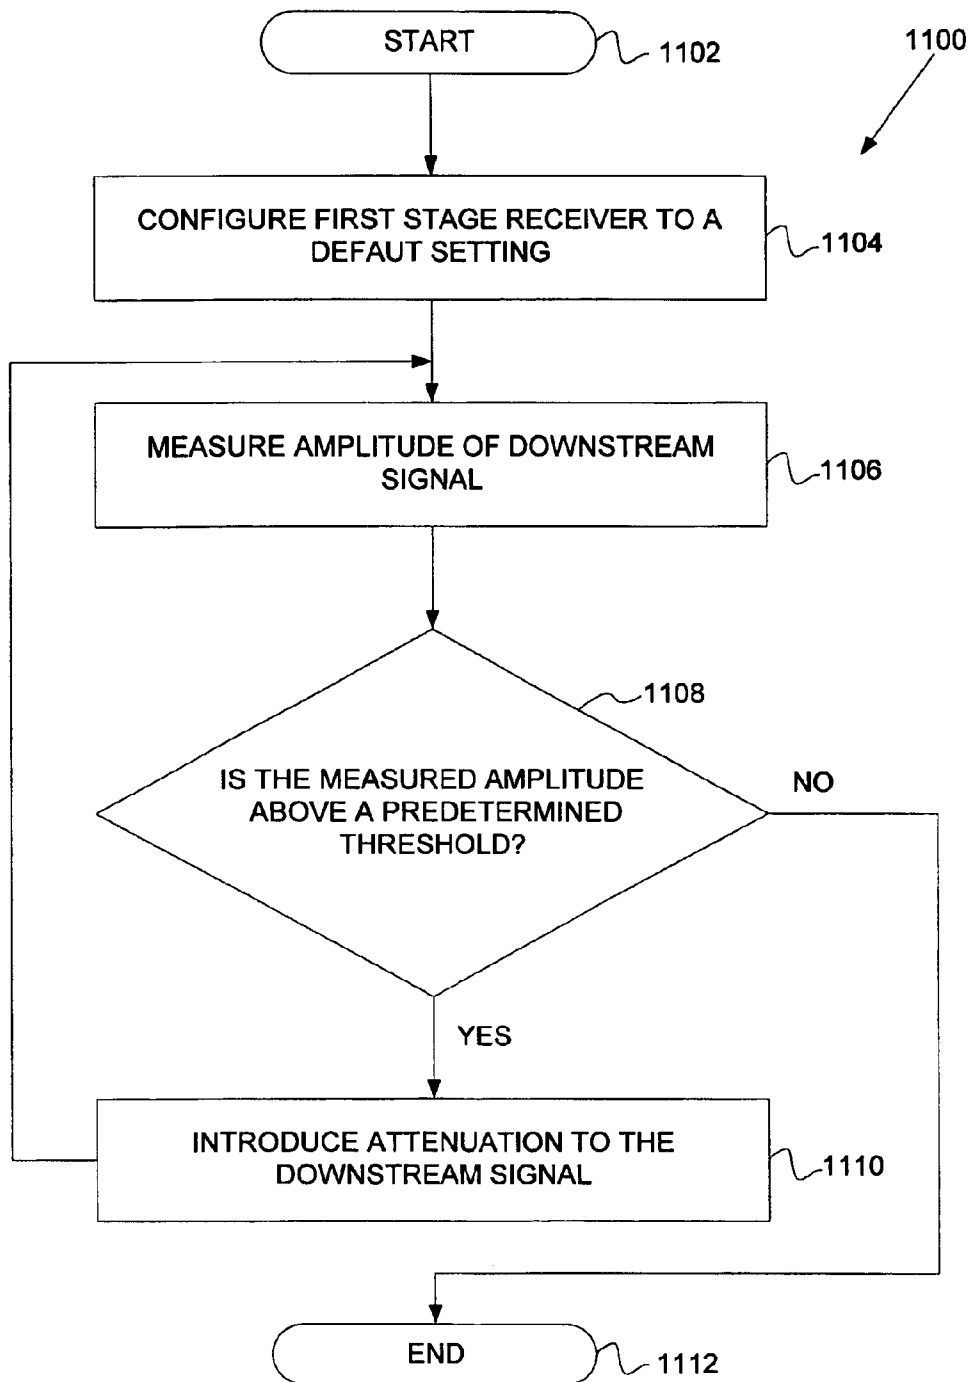 START
1102
1100
CONFIGURE FIRST STAGE RECEIVER TO A
DEFAUT SETTING
1104
MEASURE AMPLITUDE OF DOWNSTREAM
SIGNAL
1106
1108
IS THE MEASURED AMPLITUDE
ABOVE A PREDETERMINED
THRESHOLD?
NO
YES
INTRODUCE ATTENUATION TO THE
DOWNSTREAM SIGNAL
1110
END
1112